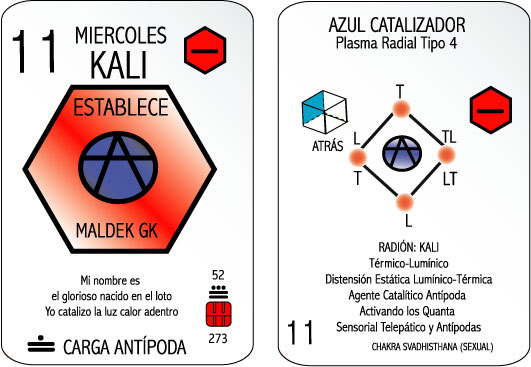 11
MIERCOLES
KALI
ESTABLECE
MALDEK GK
Mi nombre es
el glorioso nacido en el loto
Yo catalizo la luz calor adentro
52
273
CARGA ANTÍPODA
AZUL CATALIZADOR
Plasma Radial Tipo 4
ATRÁS
T
L
TL
T
LT
L
RADIÓN: KALI
Térmico-Lumínico
Distensión Estática Lumínico-Térmica
Agente Catalítico Antípoda
Activando los Quanta
Sensorial Telepático y Antípodas
11
CHAKRA SVADHISTHANA (SEXUAL)